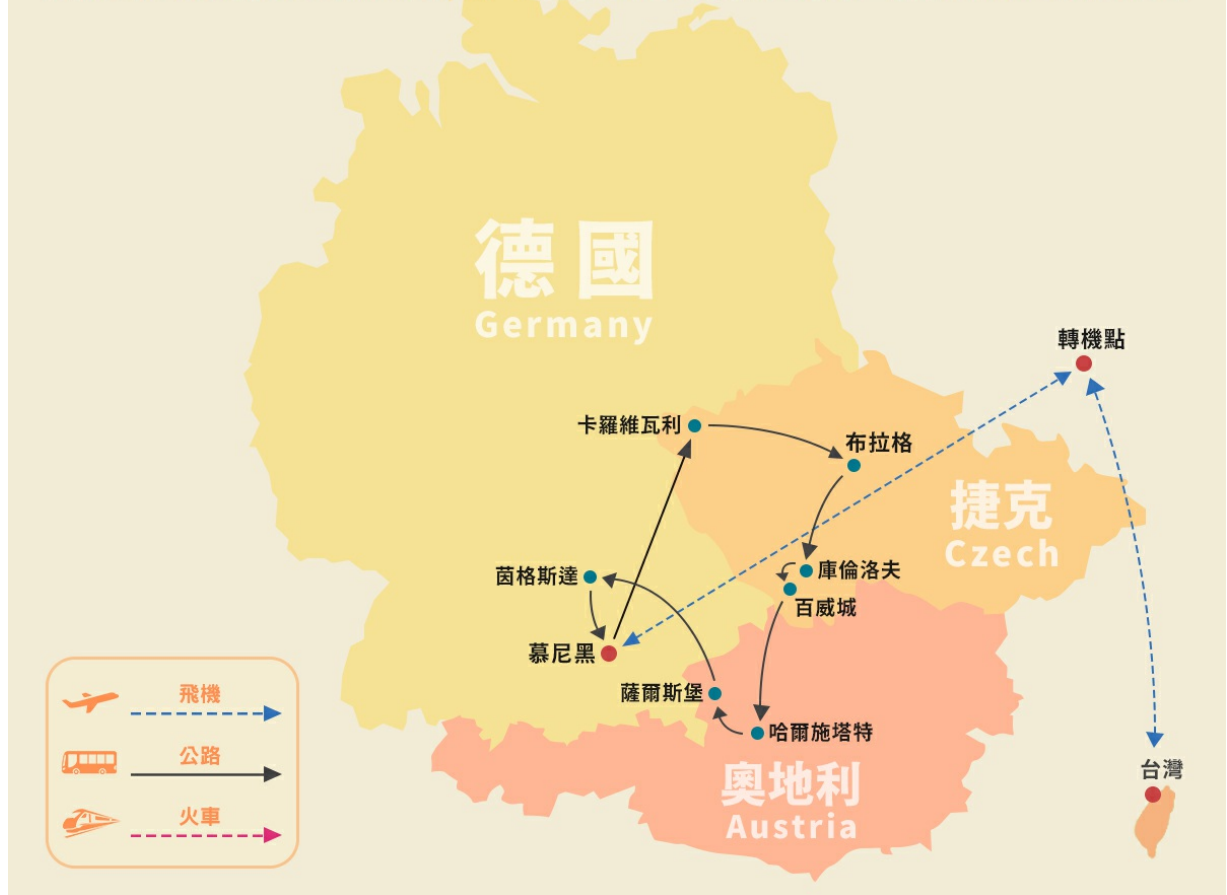 德國
Germany
轉機點
卡羅維瓦利
布拉格
捷克
Czech
庫倫洛夫
茵格斯達
百威城
慕尼黑
薩爾斯堡
哈爾施塔特
奧地利
Austria
台灣
飛機
公路
火車